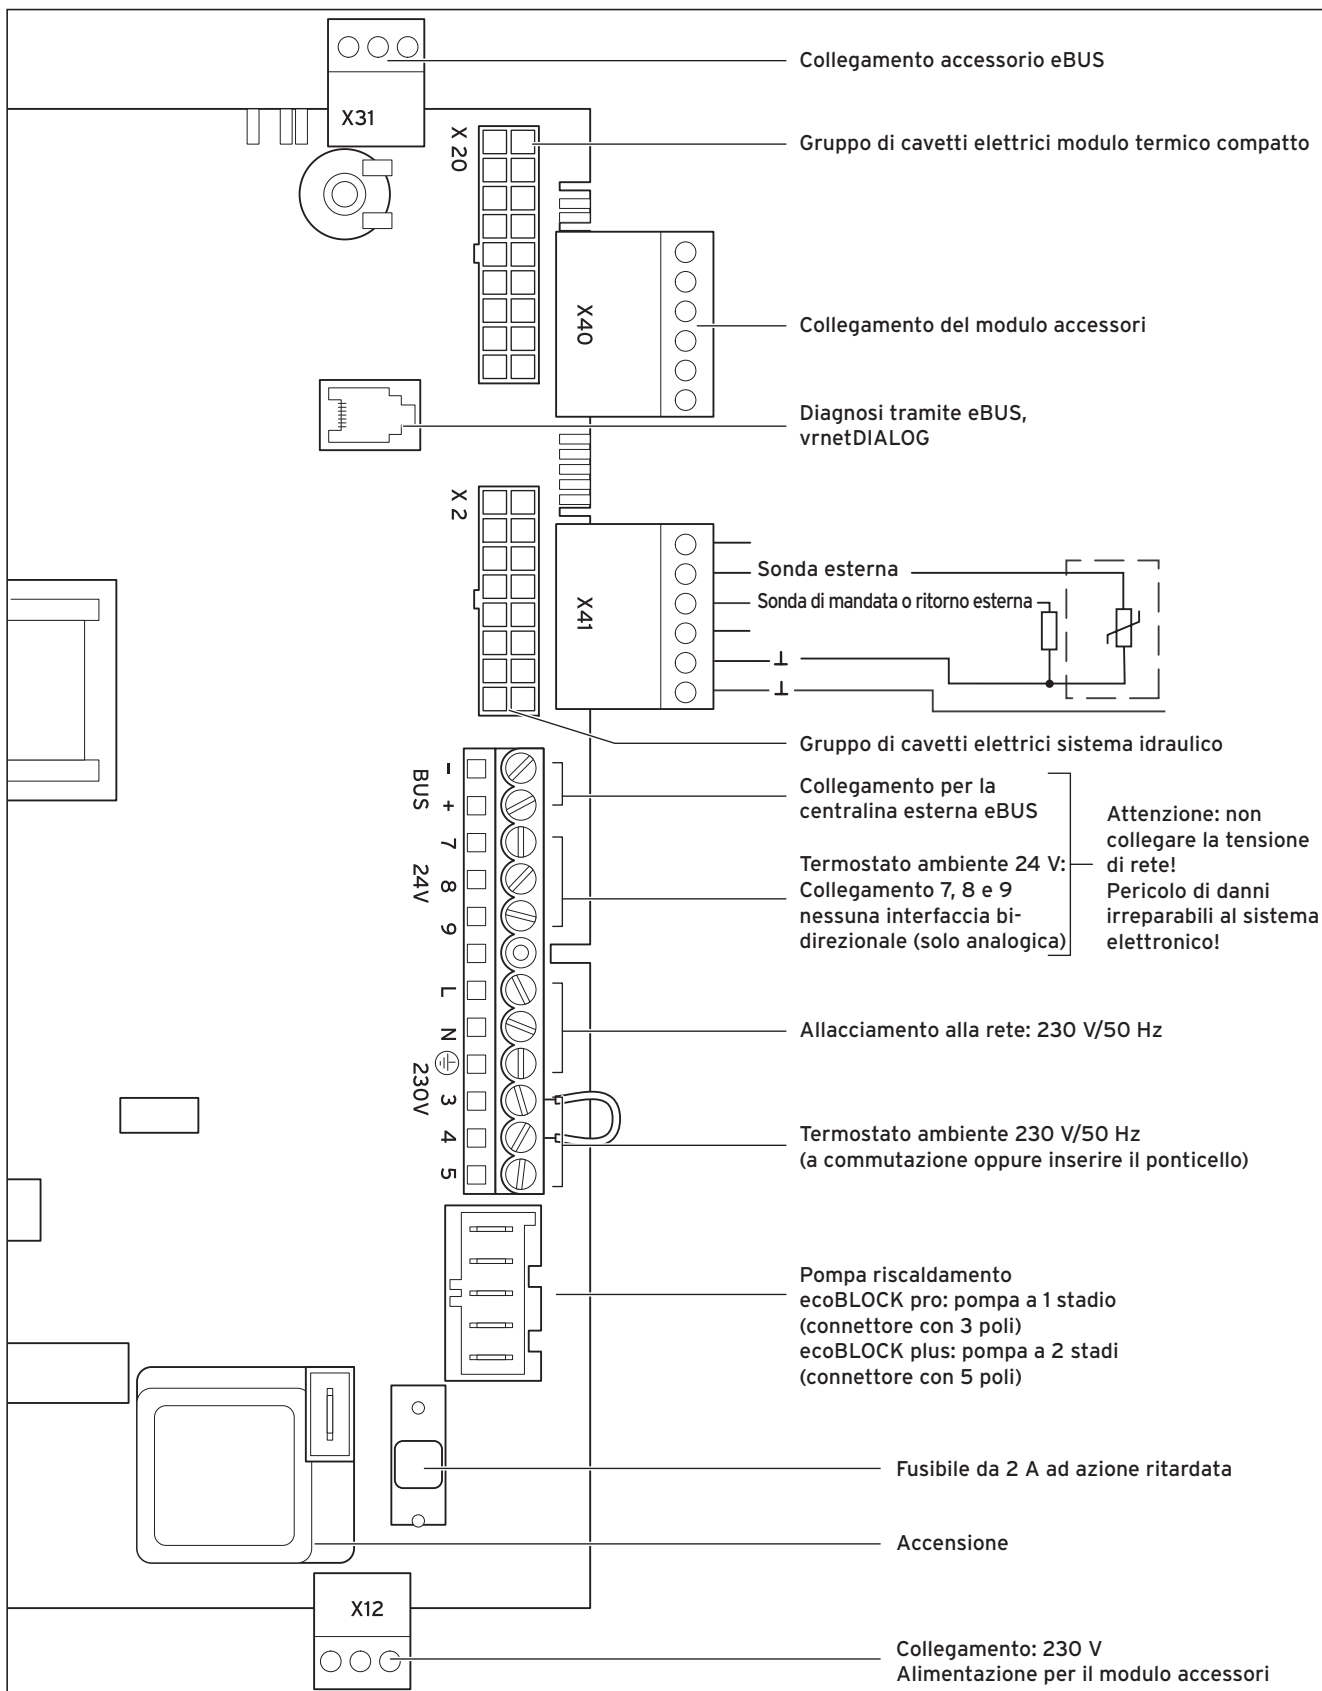 Collegamento accessorio eBUS
X31
X 20
Gruppo di cavetti elettrici modulo termico compatto
X40
Collegamento del modulo accessori
Diagnosi tramite eBUS,
vrnetDIALOG
X 2
X41
Sonda esterna
Sonda di mandata o ritorno esterna
Gruppo di cavetti elettrici sistema idraulico
BUS
-
+
Collegamento per la
centralina esterna eBUS
24V
7
8
9
Termostato ambiente 24 V:
Collegamento 7, 8 e 9
nessuna interfaccia bi-
direzionale (solo analogica)
Attenzione: non
collegare la tensione
di rete!
Pericolo di danni
irreparabili al sistema
elettronico!
L
N
Allacciamento alla rete: 230 V/50 Hz
230V
3
4
5
Termostato ambiente 230 V/50 Hz
(a commutazione oppure inserire il ponticello)
Pompa riscaldamento
ecoBLOCK pro: pompa a 1 stadio
(connettore con 3 poli)
ecoBLOCK plus: pompa a 2 stadi
(connettore con 5 poli)
Fusibile da 2 A ad azione ritardata
Accensione
X12
Collegamento: 230 V
Alimentazione per il modulo accessori